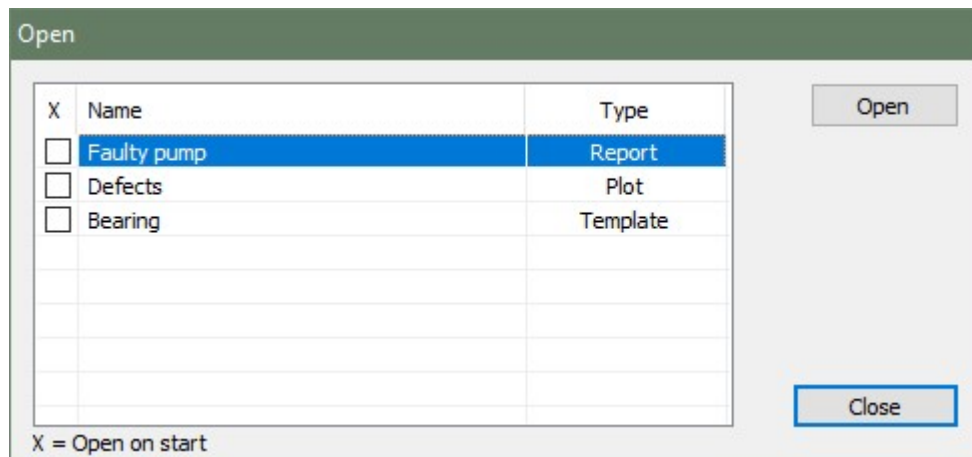 Open
X Name Type Open
Faulty pump Report
Defects Plot
Bearing Template
Close
X = Open on start